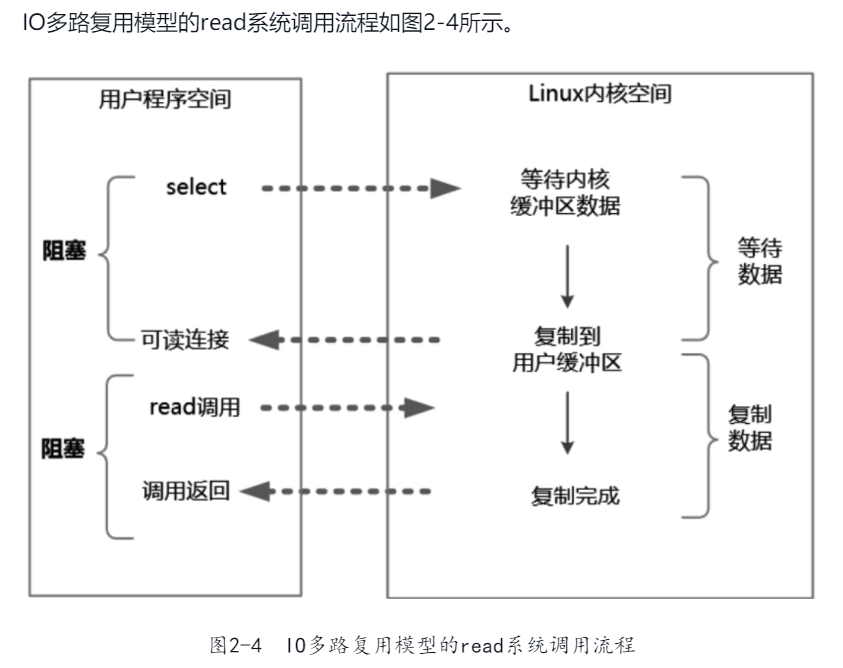 IO多路复用模型的read系统调用流程如图2-4所示。
用户程序空间
Linux内核空间
select
等待内核
缓冲区数据
阻塞
等待
数据
可读连接
复制到
用户缓冲区
read调用
复制
数据
阻塞
调用返回
复制完成
图2-4 IO多路复用模型的read系统调用流程